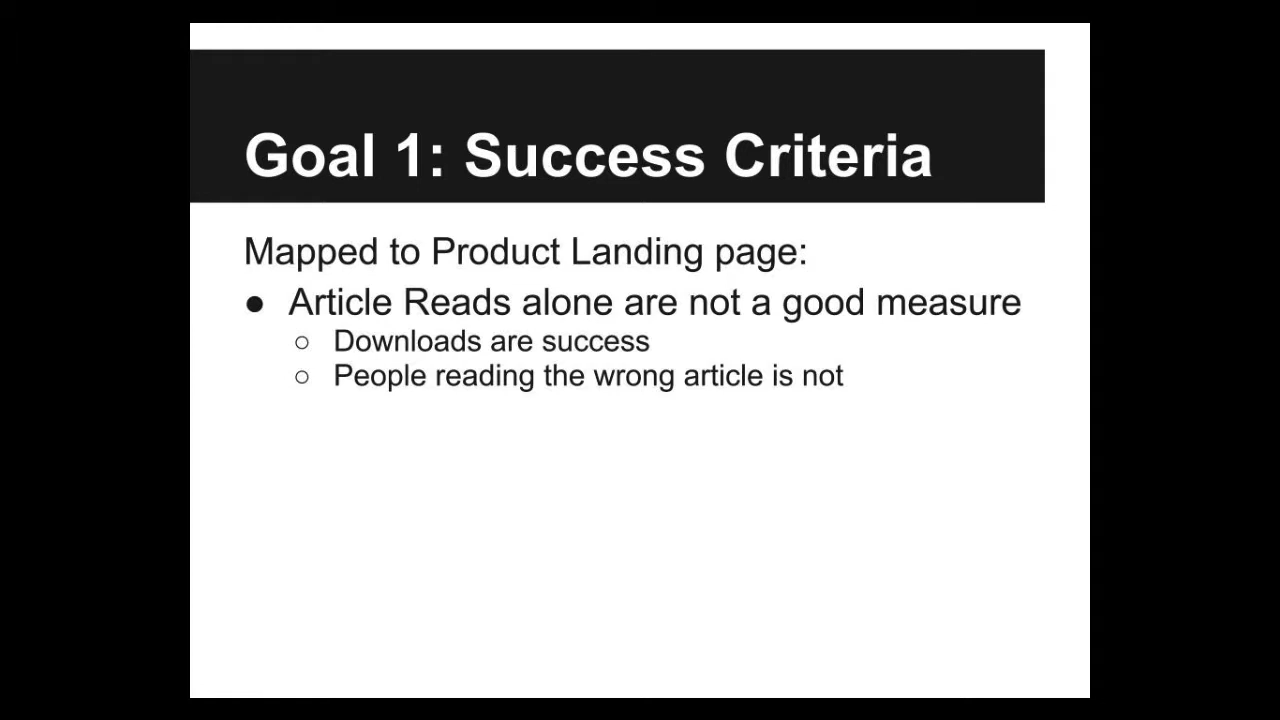 Goal 1: Success Criteria
Mapped to Product Landing page:
● Article Reads alone are not a good measure
○ Downloads are success
○ People reading the wrong article is not